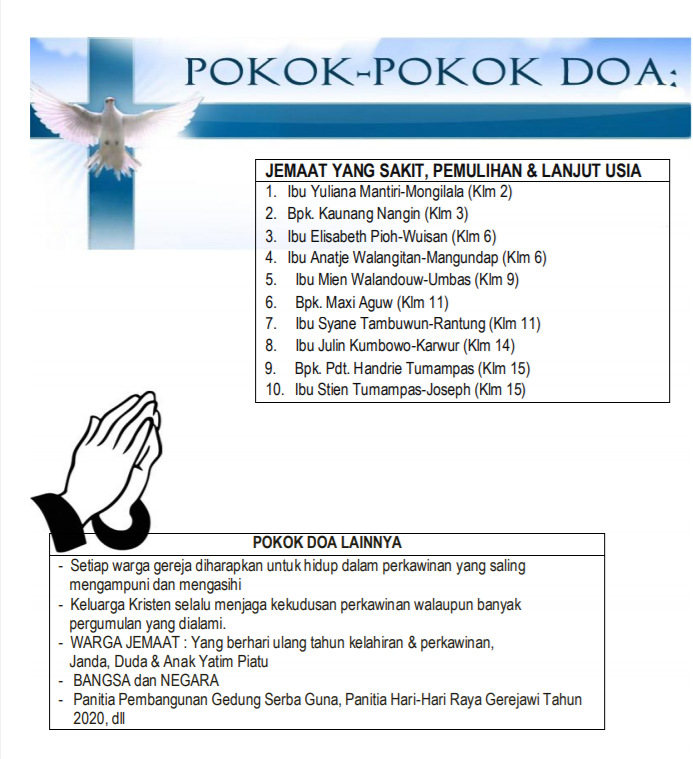 POKOK-POKOK DOA:
JEMAAT YANG SAKIT, PEMULIHAN & LANJUT USIA
1. Ibu Yuliana Mantiri-Mongilala (Klm 2)
2. Bpk. Kaunang Nangin (Klm 3)
3. Ibu Elisabeth Pioh-Wuisan (Klm 6)
4. Ibu Anatje Walangitan-Mangundap (Klm 6)
5. Ibu Mien Walandouw-Umbas (Klm 9)
6. Bpk. Maxi Aguw (Klm 11)
7. Ibu Syane Tambuwun-Rantung (Klm 11)
8. Ibu Julin Kumbowo-Karwur (Klm 14)
9. Bpk. Pdt. Handrie Tumampas (Klm 15)
10. Ibu Stien Tumampas-Joseph (Klm 15)
POKOK DOA LAINNYA
- Setiap warga gereja diharapkan untuk hidup dalam perkawinan yang saling
mengampuni dan mengasihi
- Keluarga Kristen selalu menjaga kekudusan perkawinan walaupun banyak
pergumulan yang dialami.
- WARGA JEMAAT : Yang berhari ulang tahun kelahiran & perkawinan,
Janda, Duda & Anak Yatim Piatu
- BANGSA dan NEGARA
- Panitia Pembangunan Gedung Serba Guna, Panitia Hari-Hari Raya Gerejawi Tahun
2020, dll